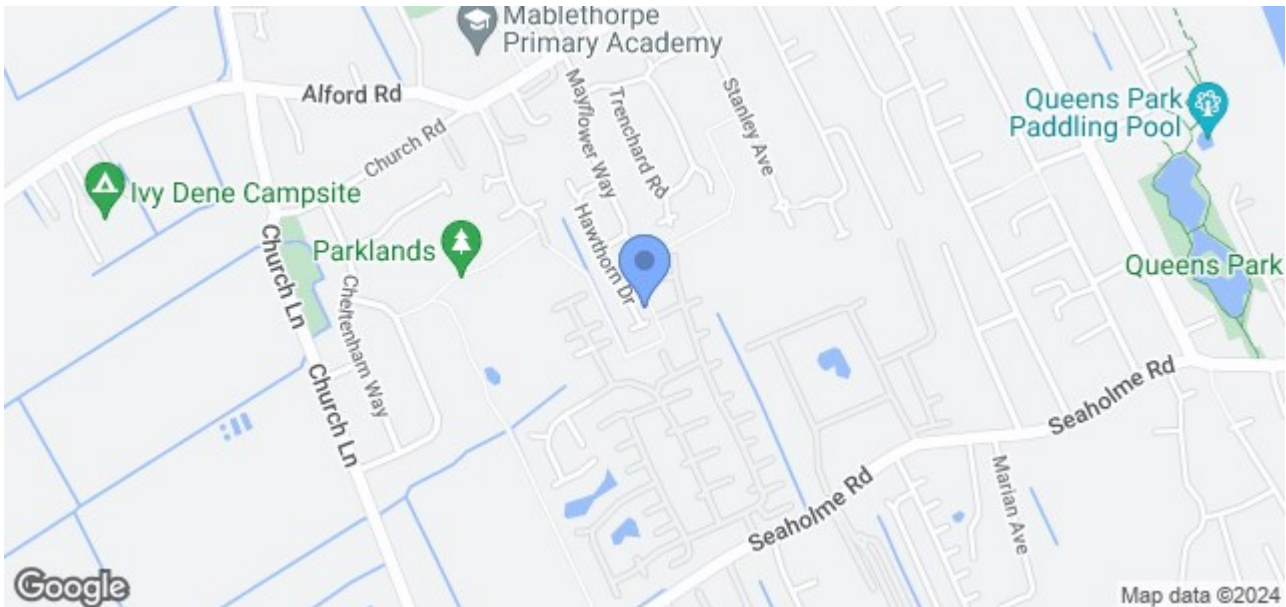 Mablethorpe
Primary Academy
Alford Rd
Church Rd
Mayflower Way
Trenchard Rd
Stanley Ave
Queens Park
Paddling Pool
Ivy Dene Campsite
Parklands
Hawthorn Dr
Queens Park
Church Ln
Cheltenham Way
Church Ln
Seaholme Rd
Seaholme Rd
Marian Ave
Google
Map data ©2024